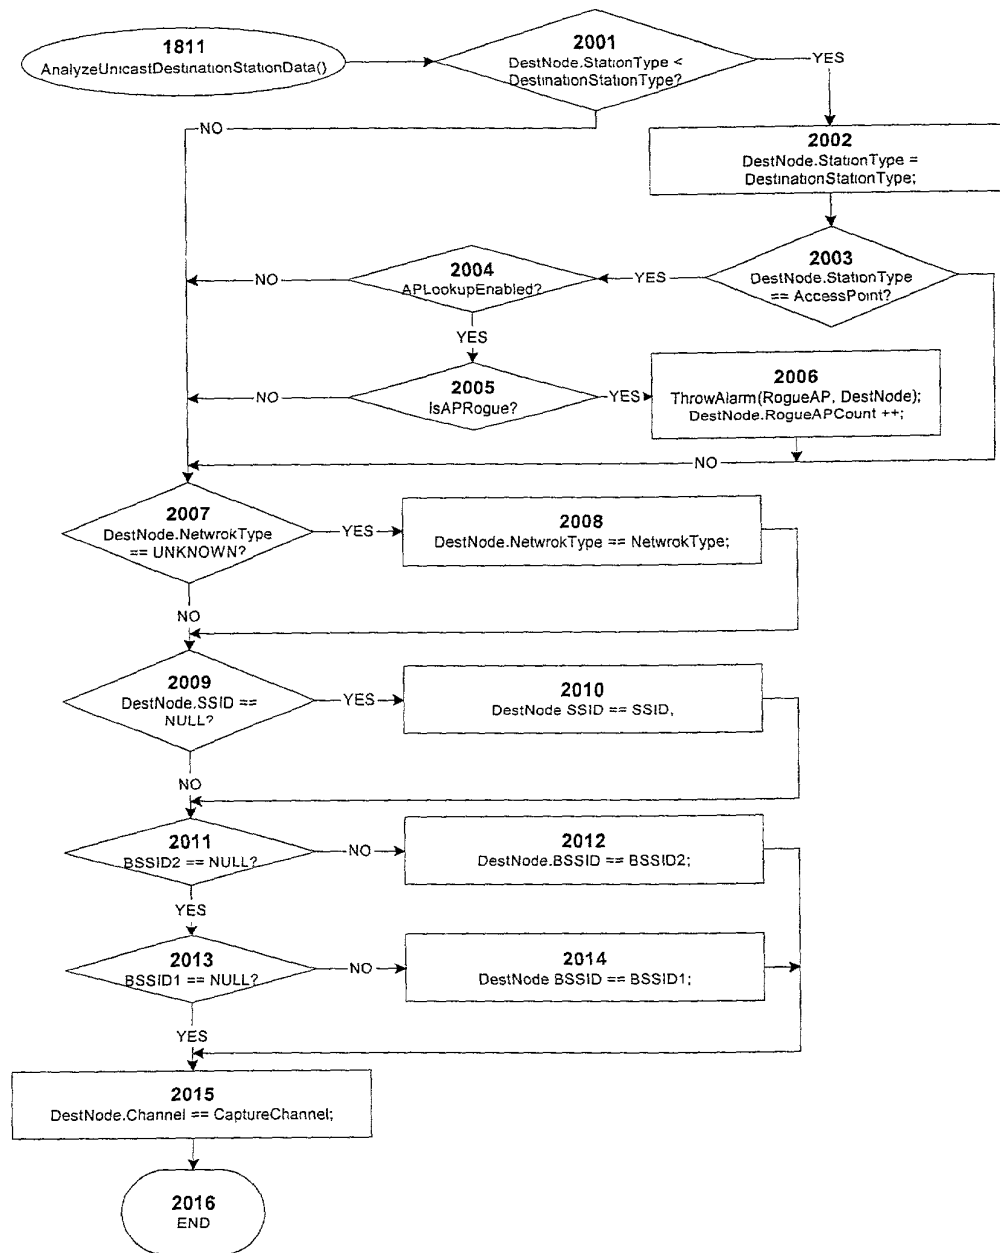 1811
AnalyzeUnicastDestinationStationData()
2001
DestNode.StationType <
DestinationStationType?
YES
NO
2002
DestNode.StationType =
DestinationStationType;
2003
DestNode.StationType
== AccessPoint?
YES
2004
APLookupEnabled?
NO
YES
2005
IsAPRogue?
NO
YES
2006
ThrowAlarm(RogueAP, DestNode);
DestNode.RogueAPCount ++;
NO
2007
DestNode.NetwrokType
== UNKNOWN?
YES
2008
DestNode.NetwrokType == NetwrokType;
NO
2009
DestNode.SSID ==
NULL?
YES
2010
DestNode SSID == SSID,
NO
2011
BSSID2 == NULL?
NO
2012
DestNode.BSSID == BSSID2;
YES
2013
BSSID1 == NULL?
NO
2014
DestNode BSSID == BSSID1;
YES
2015
DestNode.Channel == CaptureChannel;
2016
END